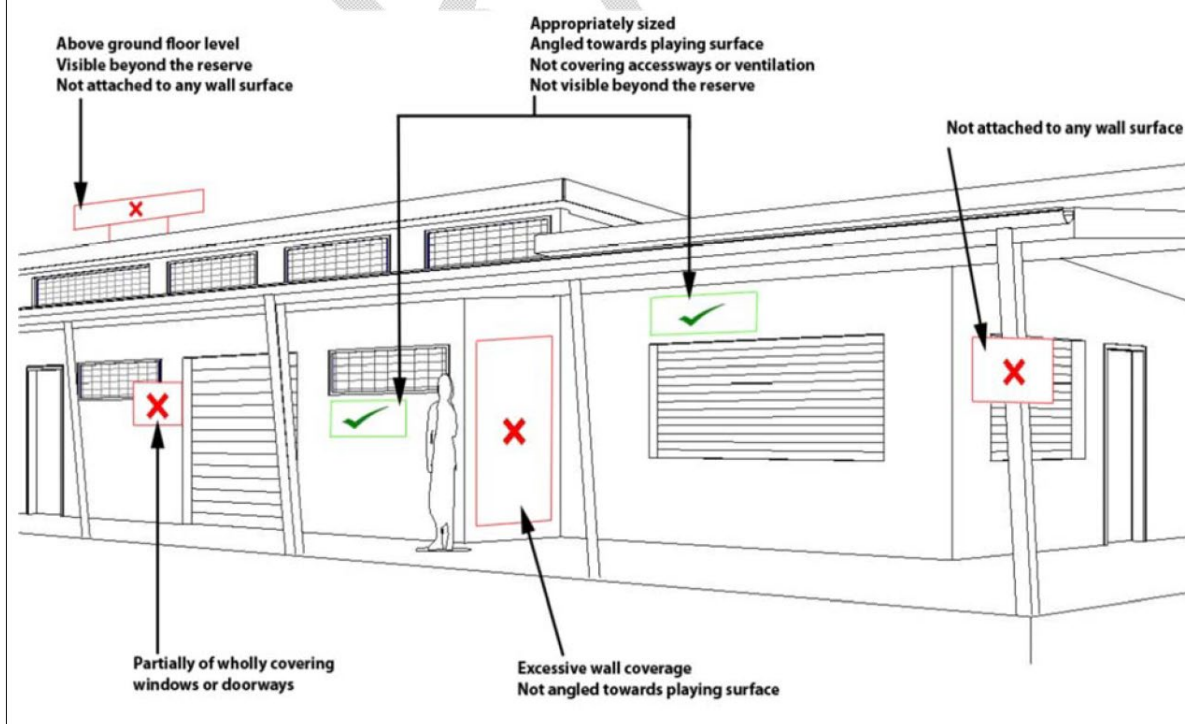 Above ground floor level
Visible beyond the reserve
Not attached to any wall surface
Appropriately sized
Angled towards playing surface
Not covering accessways or ventilation
Not visible beyond the reserve
Not attached to any wall surface
Partially of wholly covering
windows or doorways
Excessive wall coverage
Not angled towards playing surface